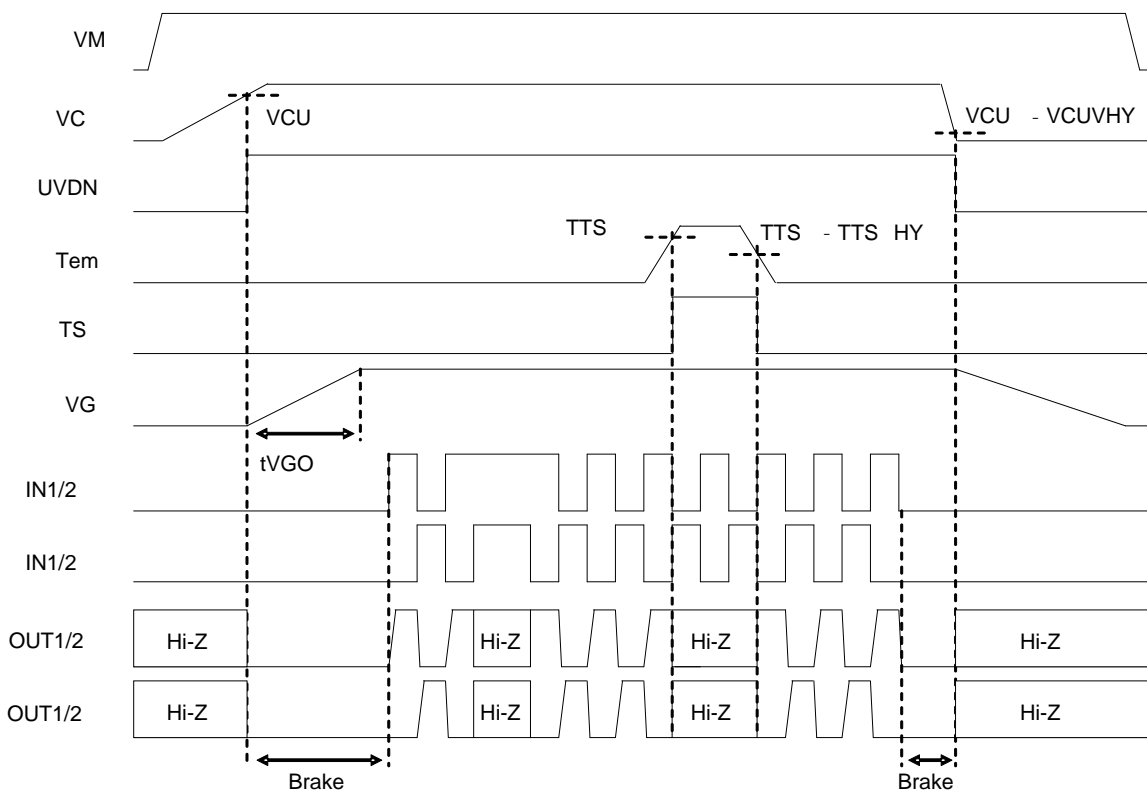 VM
VC
VCU
VCU - VCUVHY
UVDN
TTS
TTS - TTS HY
Tem
TS
VG
tVGO
IN1/2
IN1/2
OUT1/2
Hi-Z
Hi-Z
Hi-Z
Hi-Z
OUT1/2
Hi-Z
Hi-Z
Hi-Z
Hi-Z
Brake
Brake